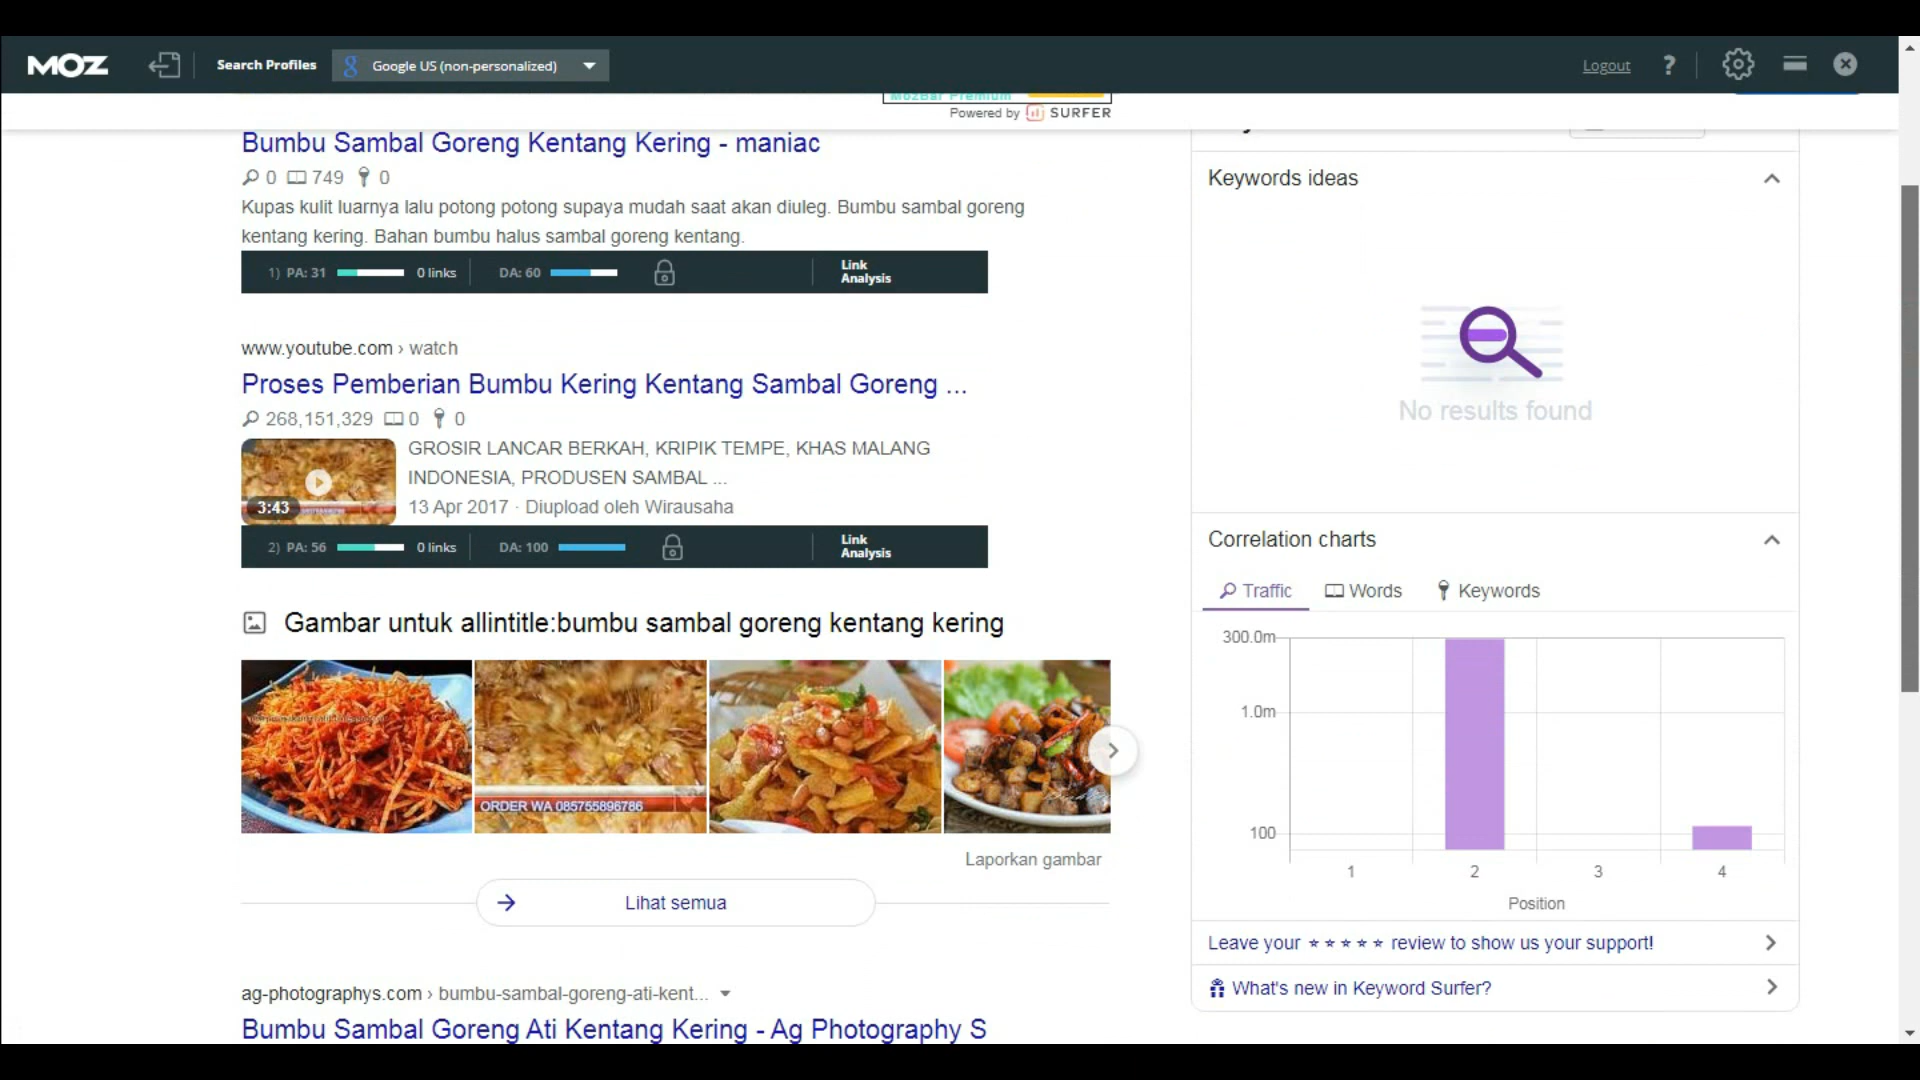 MOZ
Search Profiles
Google US (non-personalized)
Logout
?
MozBar Premium
Powered by SURFER
Bumbu Sambal Goreng Kentang Kering - maniac
0 749 0
Kupas kulit luarnya lalu potong potong supaya mudah saat akan diuleg. Bumbu sambal goreng
kentang kering. Bahan bumbu halus sambal goreng kentang.
1) PA: 31 0 links DA: 60 Link
Analysis
www.youtube.com › watch
Proses Pemberian Bumbu Kering Kentang Sambal Goreng ...
268,151,329 0 0
GROSIR LANCAR BERKAH, KRIPIK TEMPE, KHAS MALANG
INDONESIA, PRODUSEN SAMBAL ...
3:43
13 Apr 2017 · Diupload oleh Wirausaha
2) PA: 56 0 links DA: 100 Link
Analysis
Gambar untuk allintitle:bumbu sambal goreng kentang kering
ORDER WA 085755896786
Laporkan gambar
Lihat semua
ag-photographys.com › bumbu-sambal-goreng-ati-kent...
Bumbu Sambal Goreng Ati Kentang Kering - Ag Photography S
Keywords ideas
No results found
Correlation charts
Traffic Words Keywords
300.0m
1.0m
100
1 2 3 4
Position
Leave your ★★★★★ review to show us your support!
What's new in Keyword Surfer?